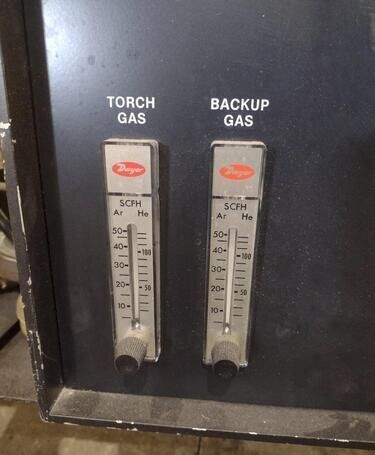 TORCH
GAS
Dwyer
SCFH
Ar He
50
40
100
30
20
50
10
BACKUP
GAS
Dwyer
SCFH
Ar He
50
40
100
30
20
50
10